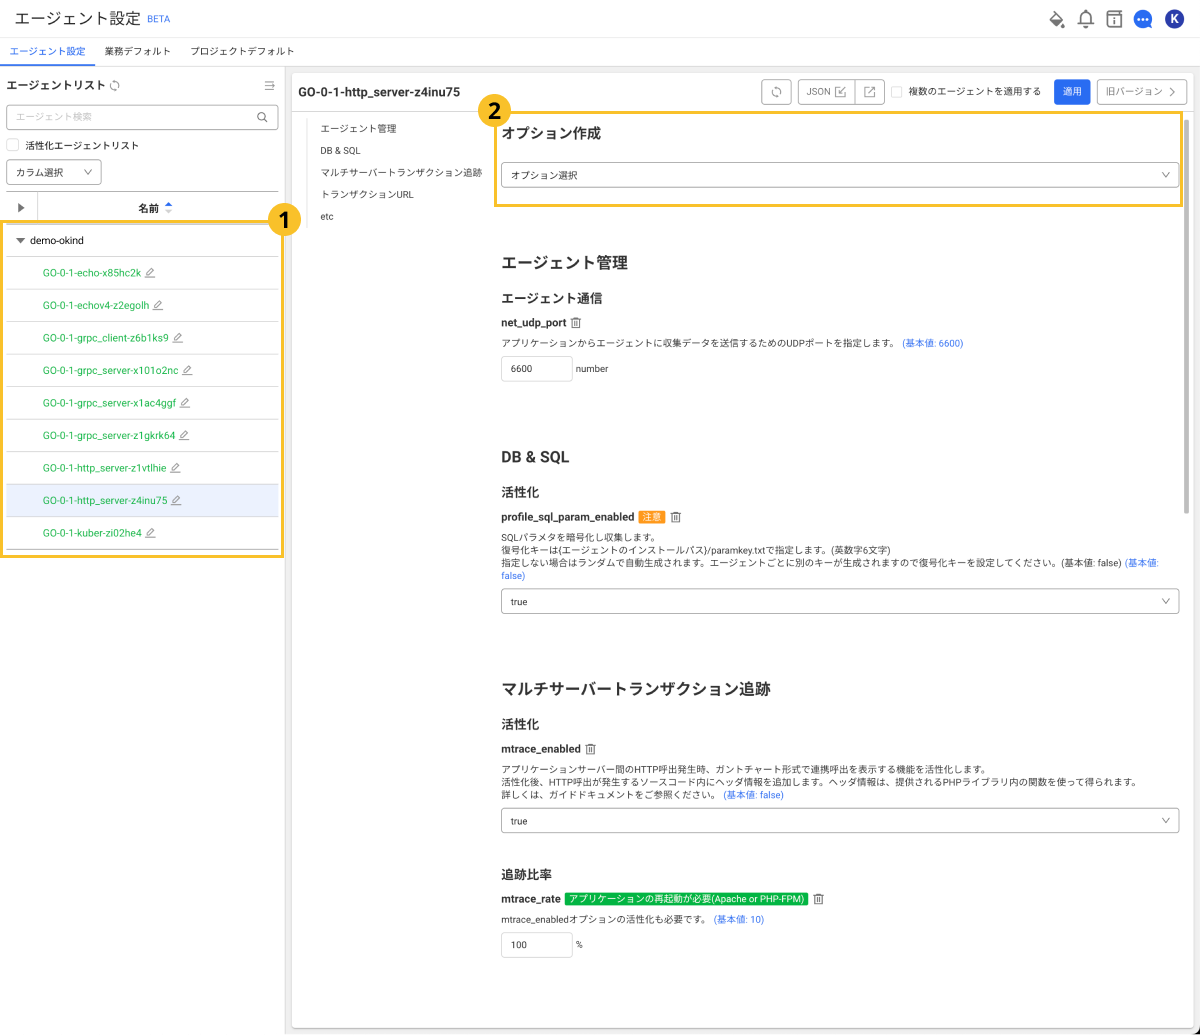 エージェント設定 BETA
K
エージェント設定 業務デフォルト プロジェクトデフォルト
エージェントリスト
エージェント検索
活性化エージェントリスト
カラム選択
名前
1
demo-okind
GO-0-1-echo-x85hc2k
GO-0-1-echov4-z2egolh
GO-0-1-grpc_client-z6b1ks9
GO-0-1-grpc_server-x101o2nc
GO-0-1-grpc_server-x1ac4ggf
GO-0-1-grpc_server-z1gkrk64
GO-0-1-http_server-z1vtlhie
GO-0-1-http_server-z4inu75
GO-0-1-kuber-zi02he4
GO-0-1-http_server-z4inu75
JSON
複数のエージェントを適用する
適用
旧バージョン
エージェント管理
DB & SQL
マルチサーバートランザクション追跡
トランザクションURL
etc
2
オプション作成
オプション選択
エージェント管理
エージェント通信
net_udp_port
アプリケーションからエージェントに収集データを送信するためのUDPポートを指定します。 (基本値: 6600)
6600 number
DB & SQL
活性化
profile_sql_param_enabled 注意
SQLパラメタを暗号化し収集します。
復号化キーは{エージェントのインストールパス}/paramkey.txtで指定します。(英数字6文字)
指定しない場合はランダムで自動生成されます。エージェントごとに別のキーが生成されますので復号化キーを設定してください。(基本値: false) (基本値:
false)
true
マルチサーバートランザクション追跡
活性化
mtrace_enabled
アプリケーションサーバー間のHTTP呼出発生時、ガントチャート形式で連携呼出を表示する機能を活性化します。
活性化後、HTTP呼出が発生するソースコード内にヘッダ情報を追加します。ヘッダ情報は、提供されるPHPライブラリ内の関数を使って得られます。
詳しくは、ガイドドキュメントをご参照ください。 (基本値: false)
true
追跡比率
mtrace_rate アプリケーションの再起動が必要(Apache or PHP-FPM)
mtrace_enabledオプションの活性化も必要です。 (基本値: 10)
100 %